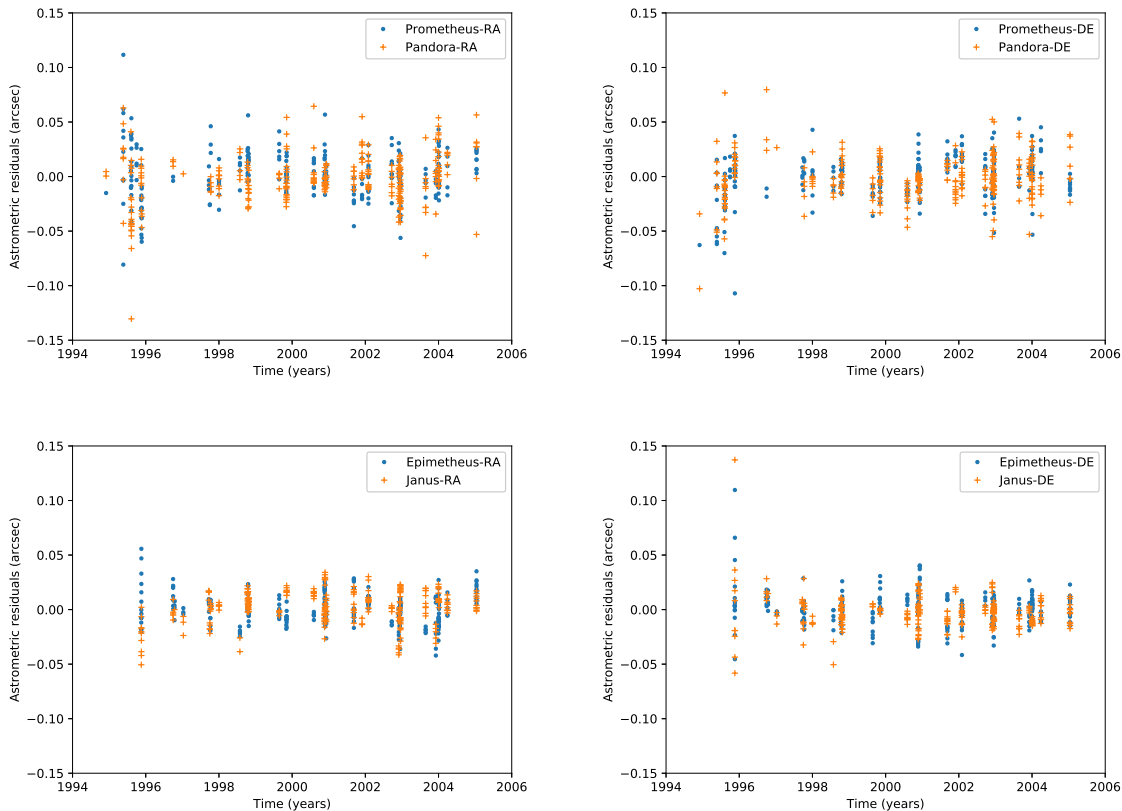 Prometheus-RA
Pandora-RA
0.15
0.10
0.05
0.00
−0.05
−0.10
−0.15
Astrometric residuals (arcsec)
1994 1996 1998 2000 2002 2004 2006
Time (years)
Prometheus-DE
Pandora-DE
0.15
0.10
0.05
0.00
−0.05
−0.10
−0.15
Astrometric residuals (arcsec)
1994 1996 1998 2000 2002 2004 2006
Time (years)
Epimetheus-RA
Janus-RA
0.15
0.10
0.05
0.00
−0.05
−0.10
−0.15
Astrometric residuals (arcsec)
1994 1996 1998 2000 2002 2004 2006
Time (years)
Epimetheus-DE
Janus-DE
0.15
0.10
0.05
0.00
−0.05
−0.10
−0.15
Astrometric residuals (arcsec)
1994 1996 1998 2000 2002 2004 2006
Time (years)